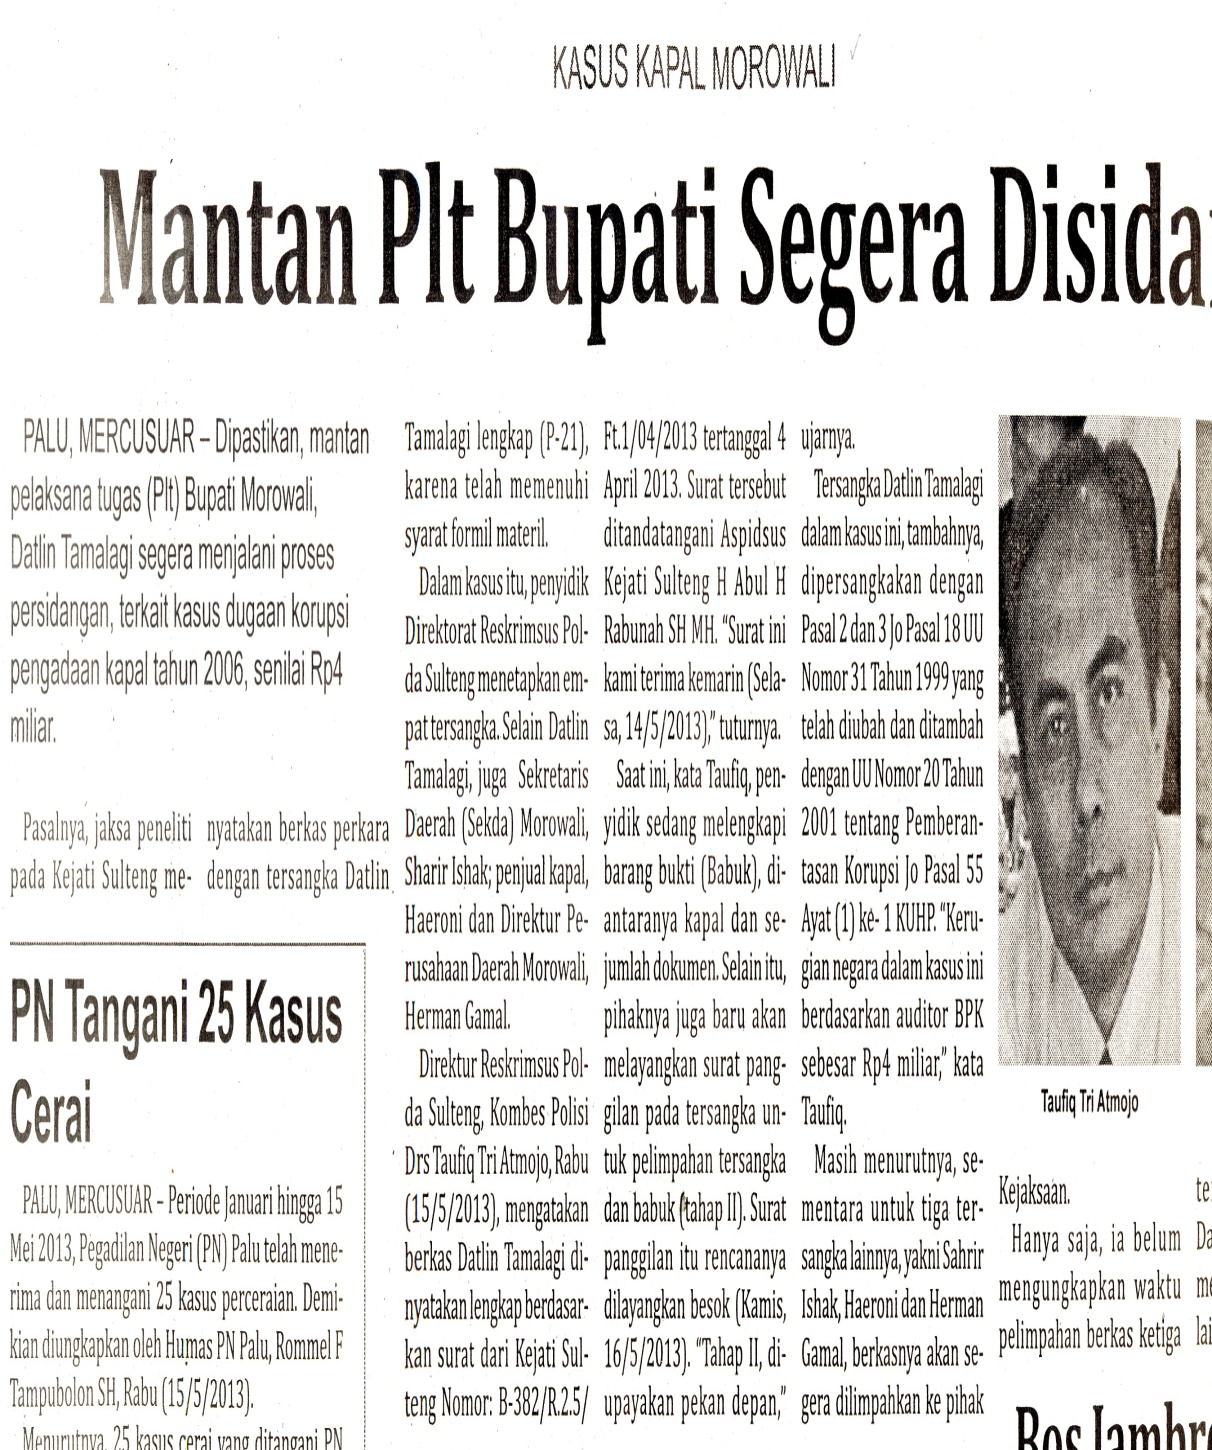 KASUS KAPAL MOROWALI
Mantan Plt Bupati Segera
PALU, MERCUSUAR – Dipastikan, mantan
pelaksana tugas (Plt) Bupati Morowali,
Datlin Tamalagi segera menjalani proses
persidangan, terkait kasus dugaan korupsi
pengadaan kapal tahun 2006, senilai Rp4
miliar.
Pasalnya, jaksa peneliti
pada Kejati Sulteng me-
nyatakan berkas perkara
dengan tersangka Datlin
Tamalagi lengkap (P-21),
karena telah memenuhi
syarat formil materil.
Dalam kasus itu, penyidik
Direktorat Reskrimsus Pol-
da Sulteng menetapkan em-
pat tersangka. Selain Datlin
Tamalagi, juga Sekretaris
Daerah (Sekda) Morowali,
Sharir Ishak; penjual kapal,
Haeroni dan Direktur Pe-
rusahaan Daerah Morowali,
Herman Gamal.
Direktur Reskrimsus Pol-
da Sulteng, Kombes Polisi
Drs Taufiq Tri Atmojo, Rabu
(15/5/2013), mengatakan
berkas Datlin Tamalagi di-
nyatakan lengkap berdasar-
kan surat dari Kejati Sul-
teng Nomor: B-382/R.2.5/
Ft.1/04/2013 tertanggal 4
April 2013. Surat tersebut
ditandatangani Aspidsus
Kejati Sulteng H Abul H
Rabunah SH MH. “Surat ini
kami terima kemarin (Sela-
sa, 14/5/2013),” tuturnya.
Saat ini, kata Taufiq, pen-
yidik sedang melengkapi
barang bukti (Babuk), di-
antaranya kapal dan se-
jumlah dokumen. Selain itu,
pihaknya juga baru akan
melayangkan surat pang-
gilan pada tersangka un-
tuk pelimpahan tersangka
dan babuk (tahap II). Surat
panggilan itu rencananya
dilayangkan besok (Kamis,
16/5/2013). “Tahap II, di-
upayakan pekan depan,”
ujarnya.
Tersangka Datlin Tamalagi
dalam kasus ini, tambahnya,
dipersangkakan dengan
Pasal 2 dan 3 Jo Pasal 18 UU
Nomor 31 Tahun 1999 yang
telah diubah dan ditambah
dengan UU Nomor 20 Tahun
2001 tentang Pemberan-
tasan Korupsi Jo Pasal 55
Ayat (1) ke- 1 KUHP. “Keru-
gian negara dalam kasus ini
berdasarkan auditor BPK
sebesar Rp4 miliar,” kata
Taufiq.
Masih menurutnya, se-
mentara untuk tiga ter-
sangka lainnya, yakni Sahrir
Ishak, Haeroni dan Herman
Gamal, berkasnya akan se-
gera dilimpahkan ke pihak
Taufiq Tri Atmojo
Kejaksaan.
Hanya saja, ia belum
mengungkapkan waktu
pelimpahan berkas ketiga
PN Tangani 25 Kasus
Cerai
PALU, MERCUSUAR – Periode Januari hingga 15
Mei 2013, Pegadilan Negeri (PN) Palu telah mene-
rima dan menangani 25 kasus perceraian. Demi-
kian diungkapkan oleh Humas PN Palu, Rommel F
Tampubolon SH, Rabu (15/5/2013).
Menurutnya, 25 kasus cerai yang ditangani PN